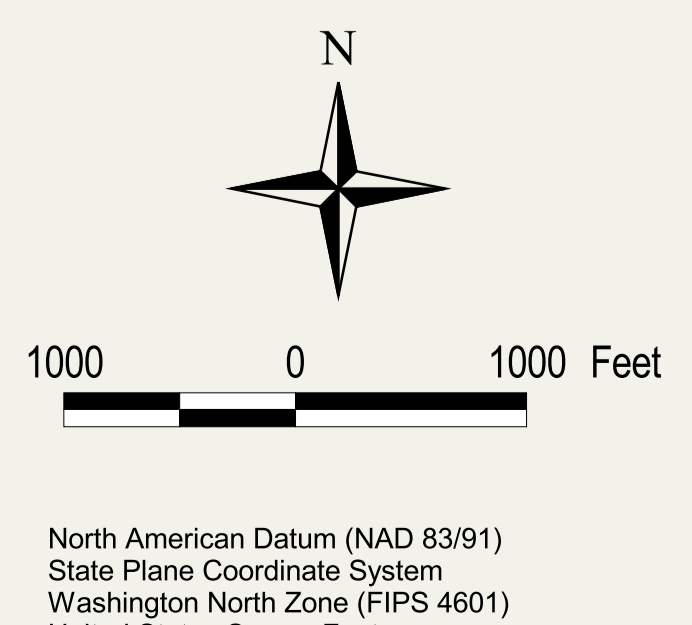 N
1000 0 1000 Feet
North American Datum (NAD 83/91)
State Plane Coordinate System
Washington North Zone (FIPS 4601)